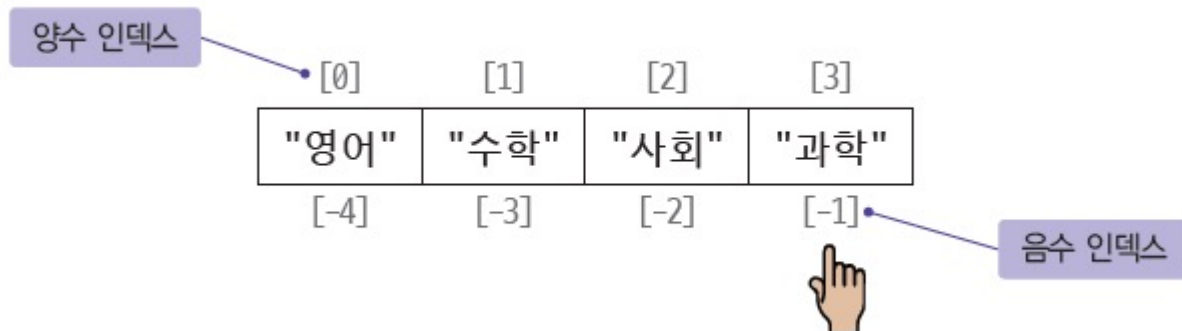 양수 인덱스
[0] [1] [2] [3]
"영어" "수학" "사회" "과학"
[-4] [-3] [-2] [-1]
음수 인덱스